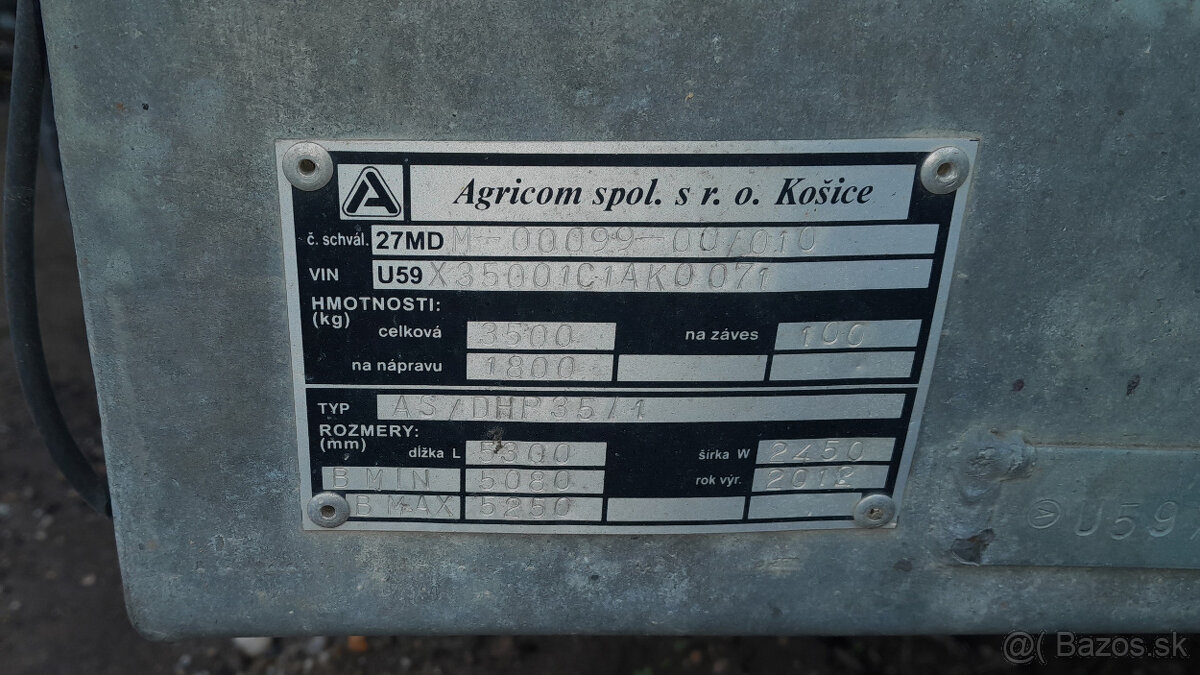 A Agricom spol. s r. o. Košice
č. schvál. 27MD M-00099-00/010
VIN U59 X35001C1AK0071
HMOTNOSTI:
(kg)
celková 3500 na záves 100
na nápravu 1800
TYP AS/DHP35/1
ROZMERY:
(mm)
dĺžka L 5300 šírka W 2450
B MIN 5080 rok výr. 2012
B MAX 5250
U59
@ Bazos.sk